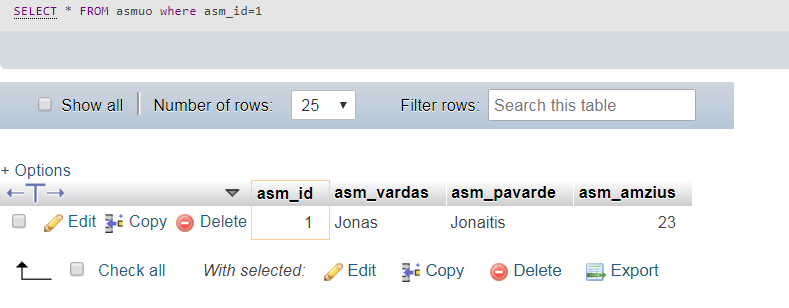 SELECT * FROM asmuo where asm_id=1
Show all Number of rows: 25 Filter rows: Search this table
+ Options
asm_id asm_vardas asm_pavarde asm_amzius
Edit Copy Delete 1 Jonas Jonaitis 23
Check all With selected: Edit Copy Delete Export